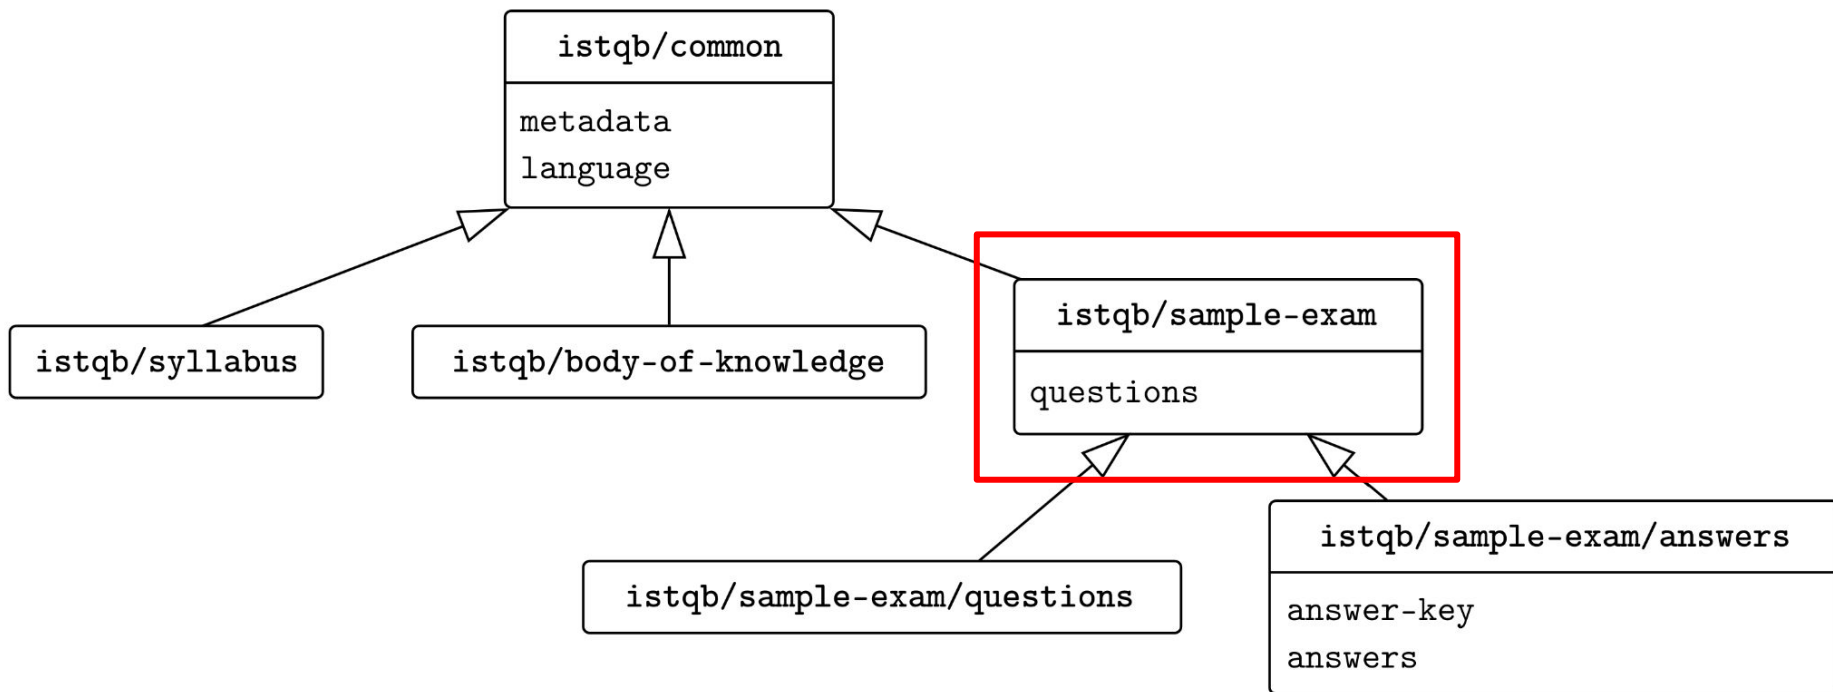 istqb/common
metadata
language
istqb/syllabus
istqb/body-of-knowledge
istqb/sample-exam
questions
istqb/sample-exam/questions
istqb/sample-exam/answers
answer-key
answers